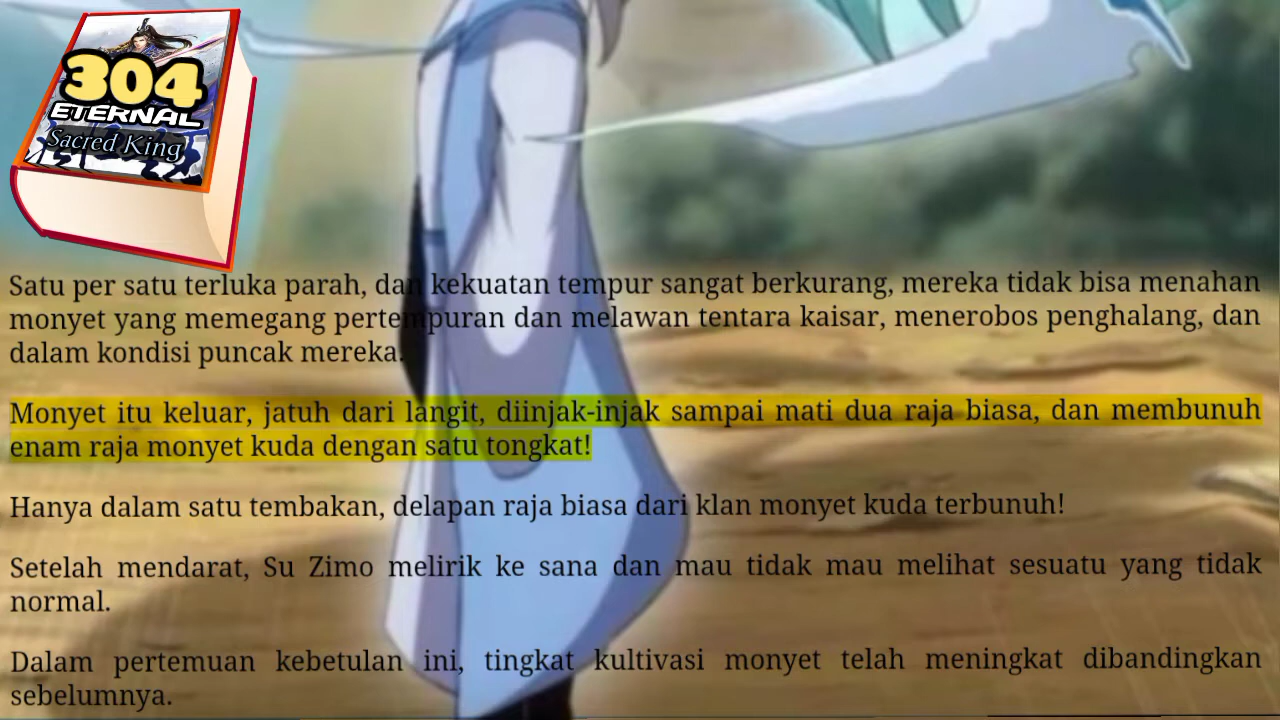 304
ETERNAL
Sacred King
Satu per satu terluka parah, dan kekuatan tempur sangat berkurang, mereka tidak bisa menahan
monyet yang memegang pertempuran dan melawan tentara kaisar, menerobos penghalang, dan
dalam kondisi puncak mereka.
Monyet itu keluar, jatuh dari langit, diinjak-injak sampai mati dua raja biasa, dan membunuh
enam raja monyet kuda dengan satu tongkat!
Hanya dalam satu tembakan, delapan raja biasa dari klan monyet kuda terbunuh!
Setelah mendarat, Su Zimo melirik ke sana dan mau tidak mau melihat sesuatu yang tidak
normal.
Dalam pertemuan kebetulan ini, tingkat kultivasi monyet telah meningkat dibandingkan
sebelumnya.